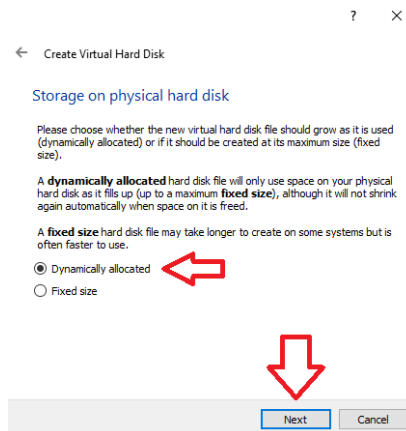 ?
Create Virtual Hard Disk
Storage on physical hard disk
Please choose whether the new virtual hard disk file should grow as it is used
(dynamically allocated) or if it should be created at its maximum size (fixed
size).
A dynamically allocated hard disk file will only use space on your physical
hard disk as it fills up (up to a maximum fixed size), although it will not shrink
again automatically when space on it is freed.
A fixed size hard disk file may take longer to create on some systems but is
often faster to use.
Dynamically allocated
Fixed size
Next Cancel